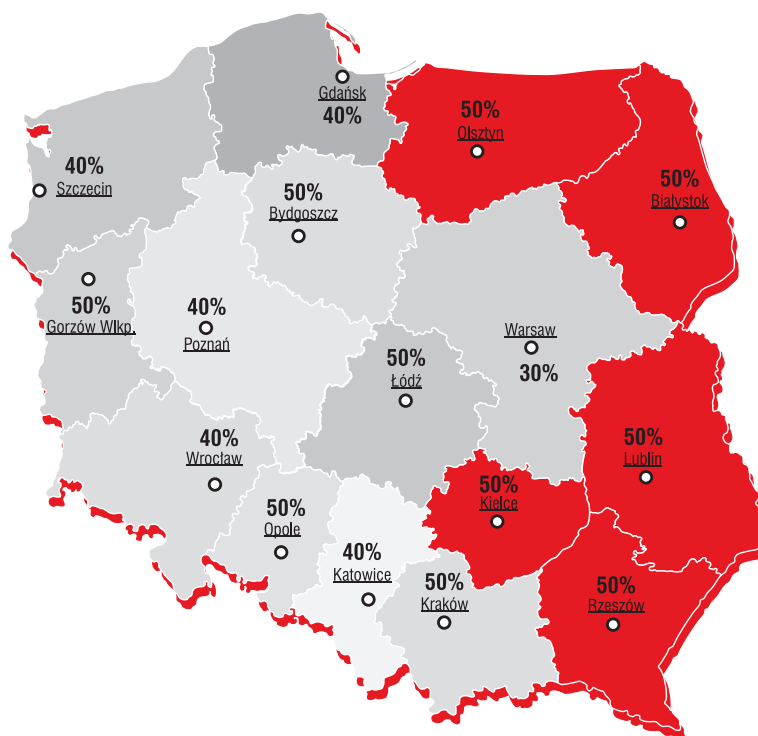 Gdańsk
40%
50%
Olsztyn
40%
Szczecin
50%
Bydgoszcz
50%
Białystok
50%
Gorzów Wlkp.
40%
Poznań
Warsaw
30%
50%
Łódź
40%
Wrocław
50%
Lublin
50%
Kielce
50%
Opole
40%
Katowice
50%
Kraków
50%
Rzeszów